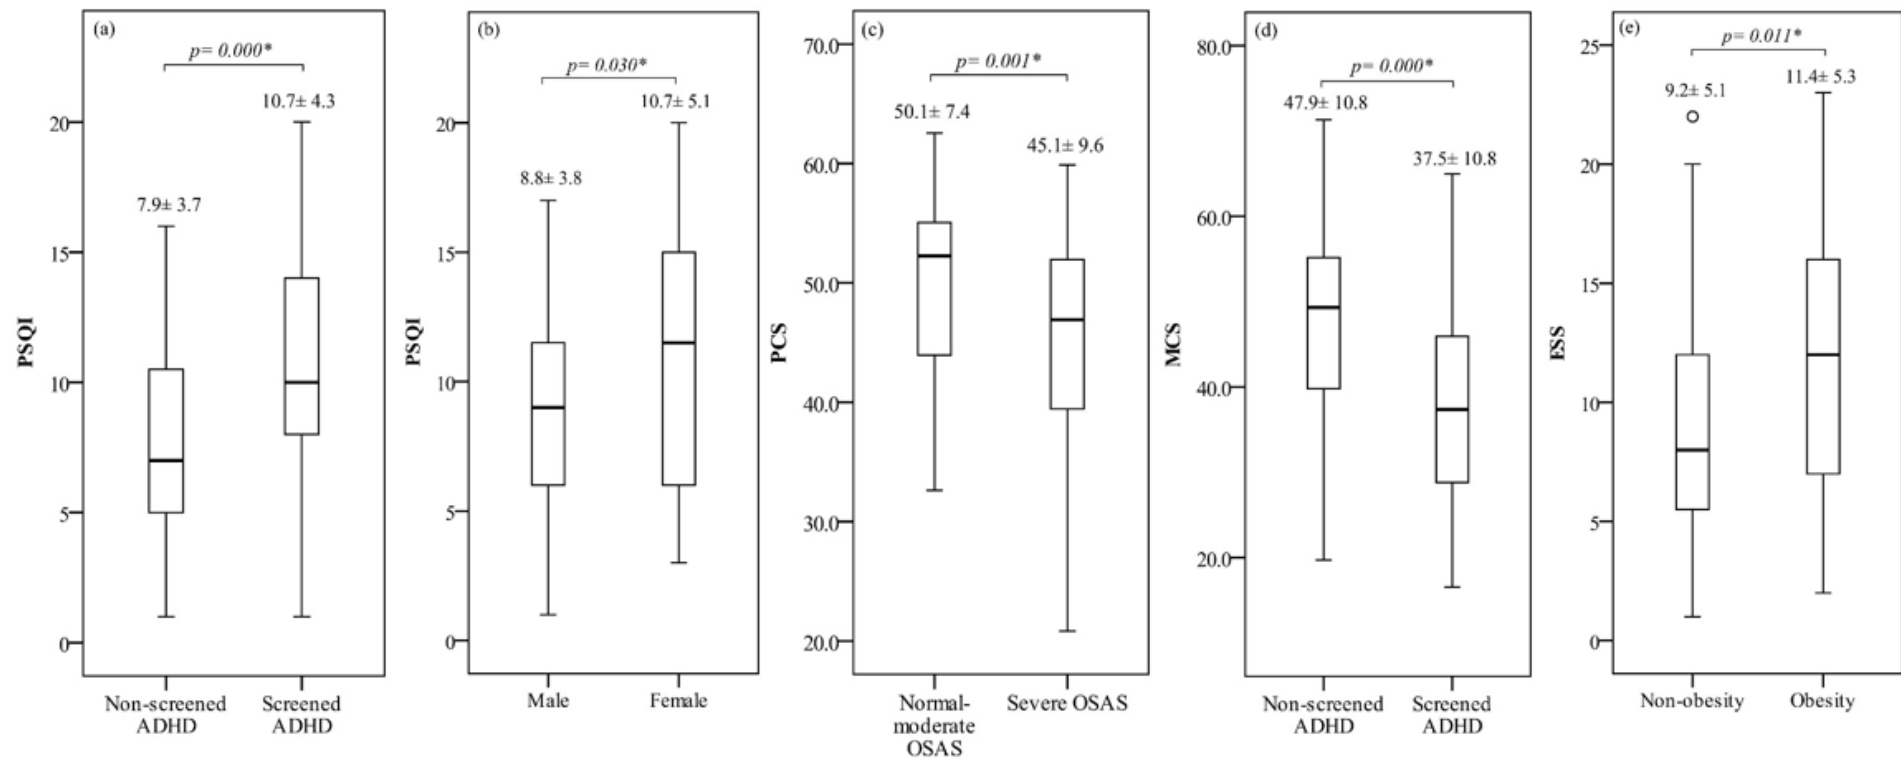 (a)
p= 0.000*
10.7± 4.3
7.9± 3.7
20
15
10
5
0
PSQI
Non-screened
ADHD
Screened
ADHD
(b)
p= 0.030*
10.7± 5.1
8.8± 3.8
20
15
10
5
0
PSQI
Male
Female
(c)
p= 0.001*
50.1± 7.4
45.1± 9.6
70.0
60.0
50.0
40.0
30.0
20.0
PCS
Normal-
moderate
OSAS
Severe OSAS
(d)
p= 0.000*
47.9± 10.8
37.5± 10.8
80.0
60.0
40.0
20.0
MCS
Non-screened
ADHD
Screened
ADHD
(e)
p= 0.011*
11.4± 5.3
9.2± 5.1
25
20
15
10
5
0
ESS
Non-obesity
Obesity